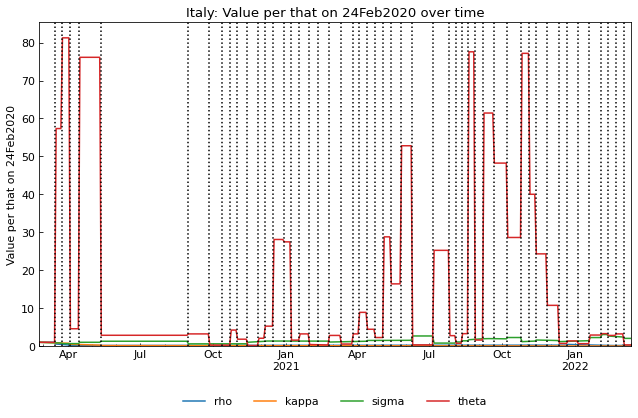 Italy: Value per that on 24Feb2020 over time
Value per that on 24Feb2020
80
70
60
50
40
30
20
10
0
Apr Jul Oct Jan Apr Jul Oct Jan
2021 2022
rho kappa sigma theta